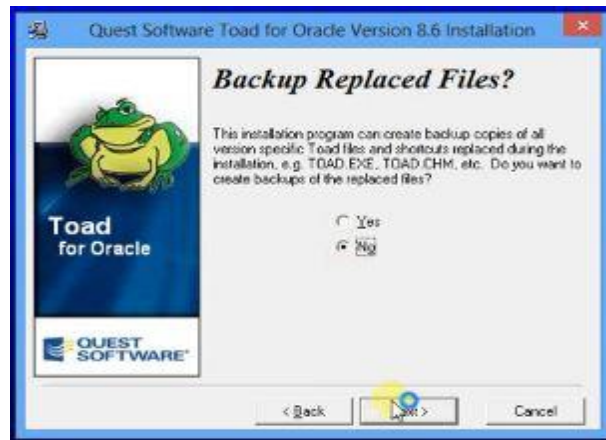 Quest Software Toad for Oracle Version 8.6 Installation
Backup Replaced Files?
This installation program can create backup copies of all
version specific Toad files and shortcuts replaced during the
installation, e.g. TOAD.EXE, TOAD.CHM, etc. Do you want to
create backups of the replaced files?
Yes
No
Toad
for Oracle
QUEST
SOFTWARE
< Back
Next >
Cancel